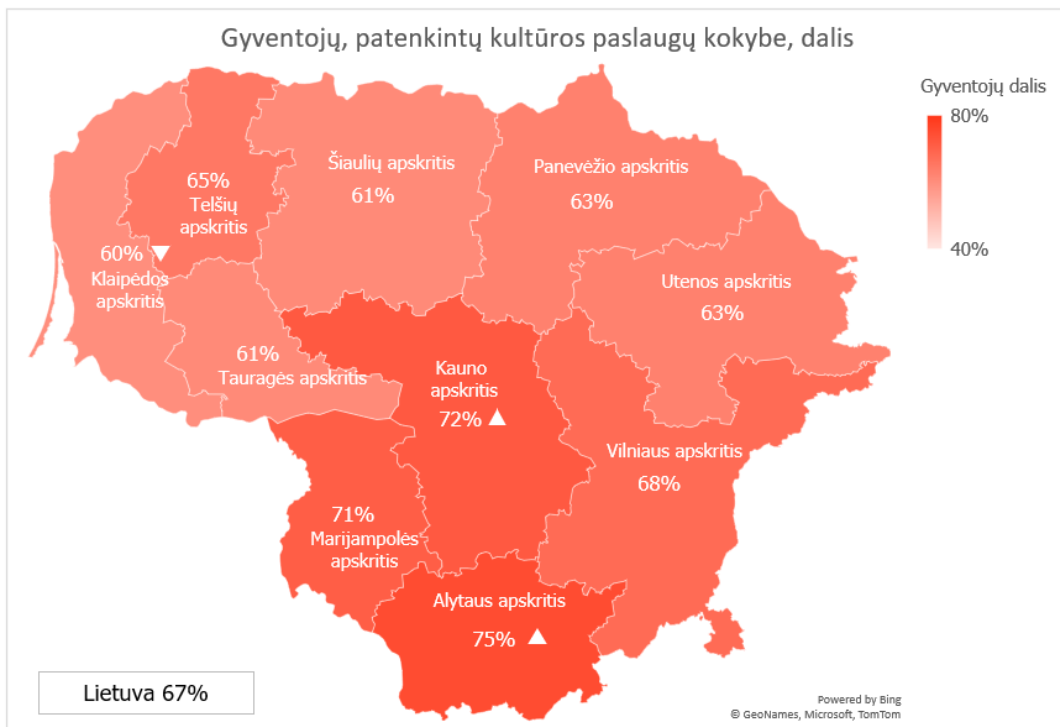 Gyventojų, patenkintų kultūros paslaugų kokybe, dalis
Gyventojų dalis
80%
40%
65%
Telšių
apskritis
Šiaulių apskritis
61%
Panevėžio apskritis
63%
60% ▼
Klaipėdos
apskritis
Utenos apskritis
63%
61%
Tauragės apskritis
Kauno
apskritis
72% ▲
Vilniaus apskritis
68%
71%
Marijampolės
apskritis
Alytaus apskritis
75% ▲
Lietuva 67%
Powered by Bing
© GeoNames, Microsoft, TomTom